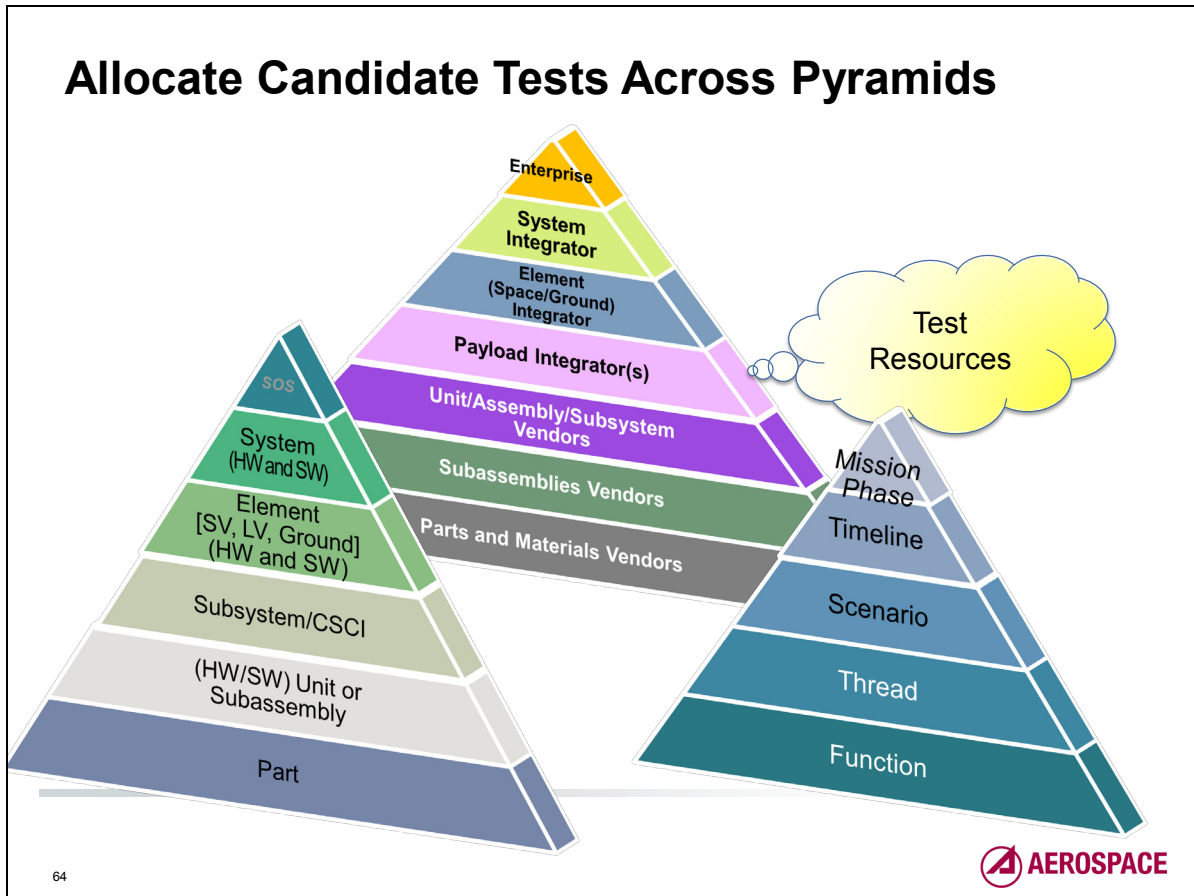 Allocate Candidate Tests Across Pyramids
Enterprise
System
Integrator
Element
(Space/Ground)
Integrator
Payload Integrator(s)
Unit/Assembly/Subsystem
Vendors
Subassemblies Vendors
Parts and Materials Vendors
Test
Resources
SOS
System
(HW and SW)
Element
[SV, LV, Ground]
(HW and SW)
Subsystem/CSCI
(HW/SW) Unit or
Subassembly
Part
Mission
Phase
Timeline
Scenario
Thread
Function
64
AEROSPACE